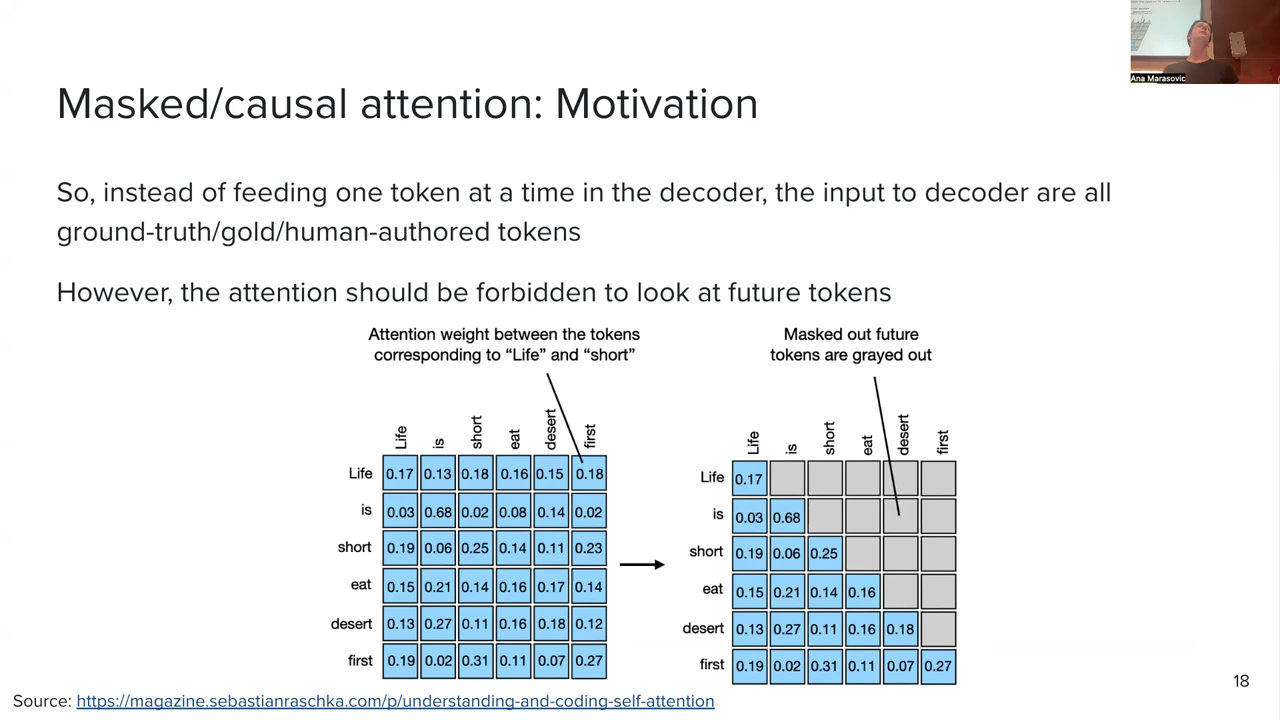 Ana Marasovic
Masked/causal attention: Motivation
So, instead of feeding one token at a time in the decoder, the input to decoder are all
ground-truth/gold/human-authored tokens
However, the attention should be forbidden to look at future tokens
Attention weight between the tokens
corresponding to “Life” and “short”
Life is short eat desert first
Life 0.17 0.13 0.18 0.16 0.15 0.18
is 0.03 0.68 0.02 0.08 0.14 0.02
short 0.19 0.06 0.25 0.14 0.11 0.23
eat 0.15 0.21 0.14 0.16 0.17 0.14
desert 0.13 0.27 0.11 0.16 0.18 0.12
first 0.19 0.02 0.31 0.11 0.07 0.27
Masked out future
tokens are grayed out
Life is short eat desert first
Life 0.17
is 0.03 0.68
short 0.19 0.06 0.25
eat 0.15 0.21 0.14 0.16
desert 0.13 0.27 0.11 0.16 0.18
first 0.19 0.02 0.31 0.11 0.07 0.27
18
Source: https://magazine.sebastianraschka.com/p/understanding-and-coding-self-attention